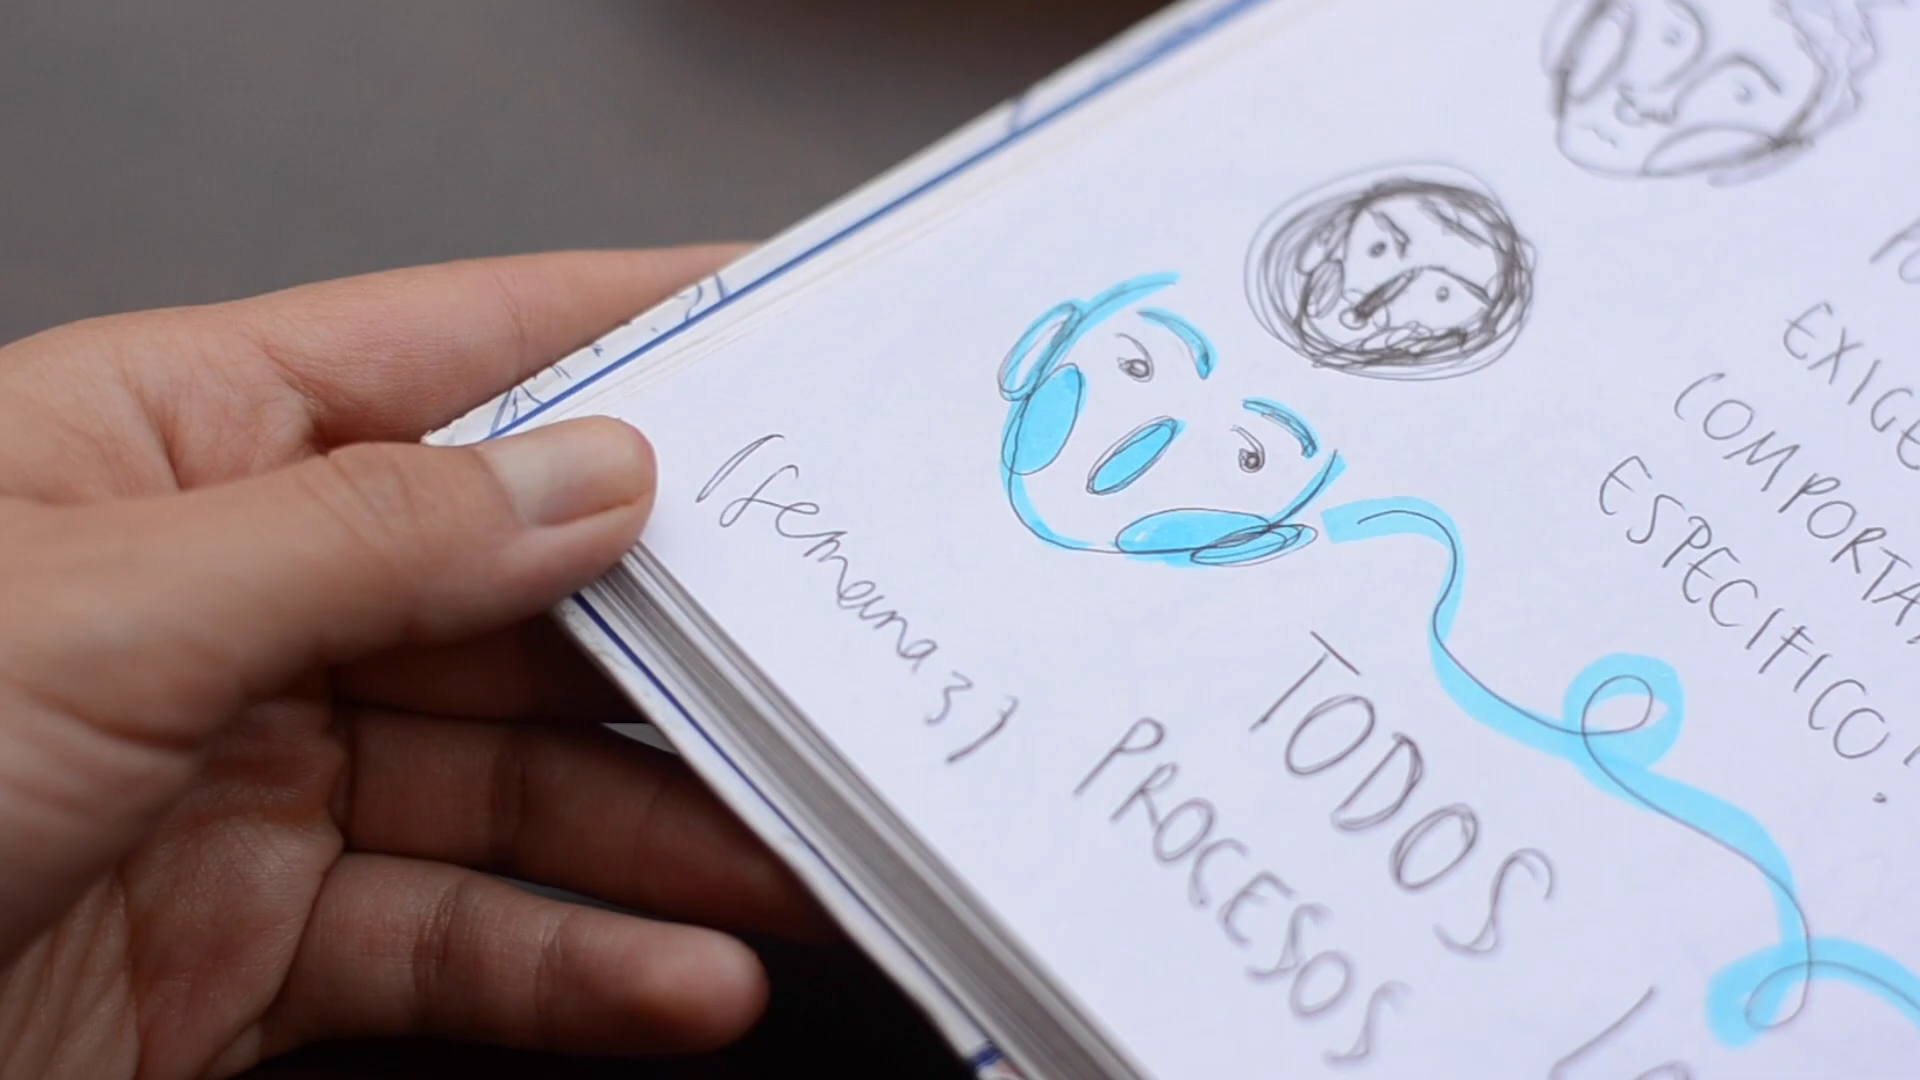 (semana 3)
TODOS
PROCESOS
EXIGE
COMPORTA
ESPECIFICO.